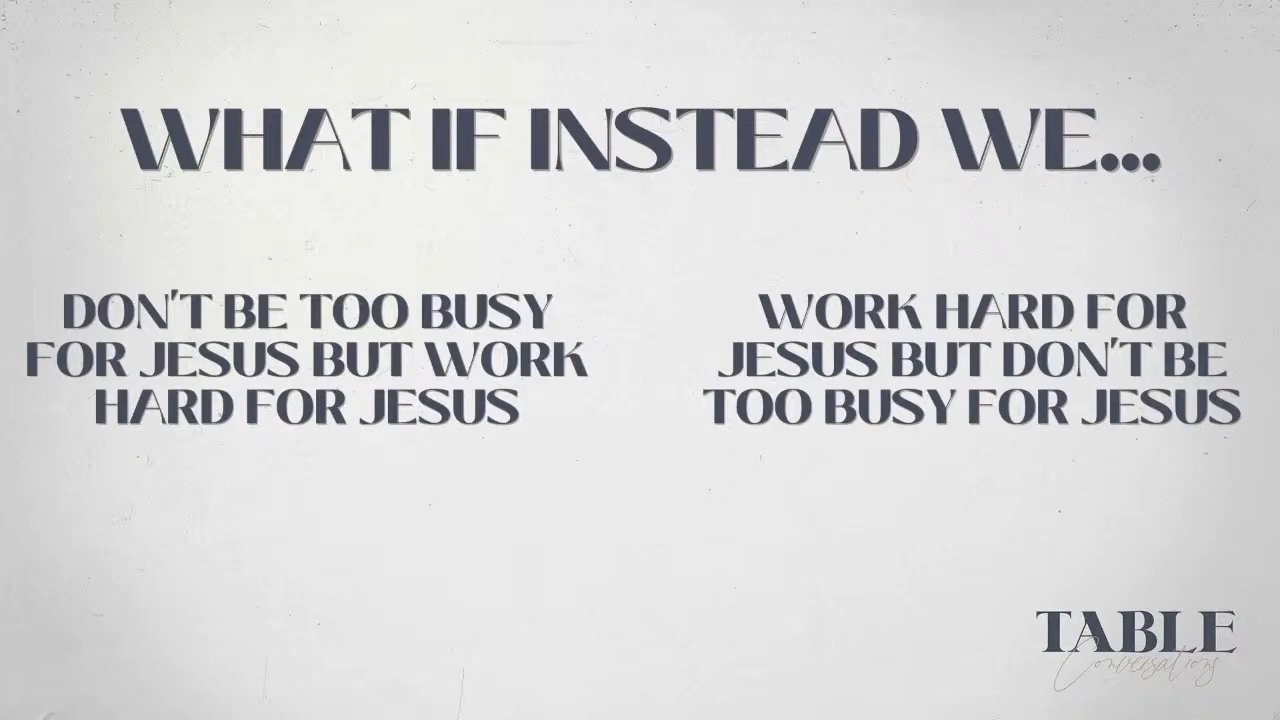 WHAT IF INSTEAD WE...
DON'T BE TOO BUSY
FOR JESUS BUT WORK
HARD FOR JESUS
WORK HARD FOR
JESUS BUT DON'T BE
TOO BUSY FOR JESUS
TABLE
Conversations